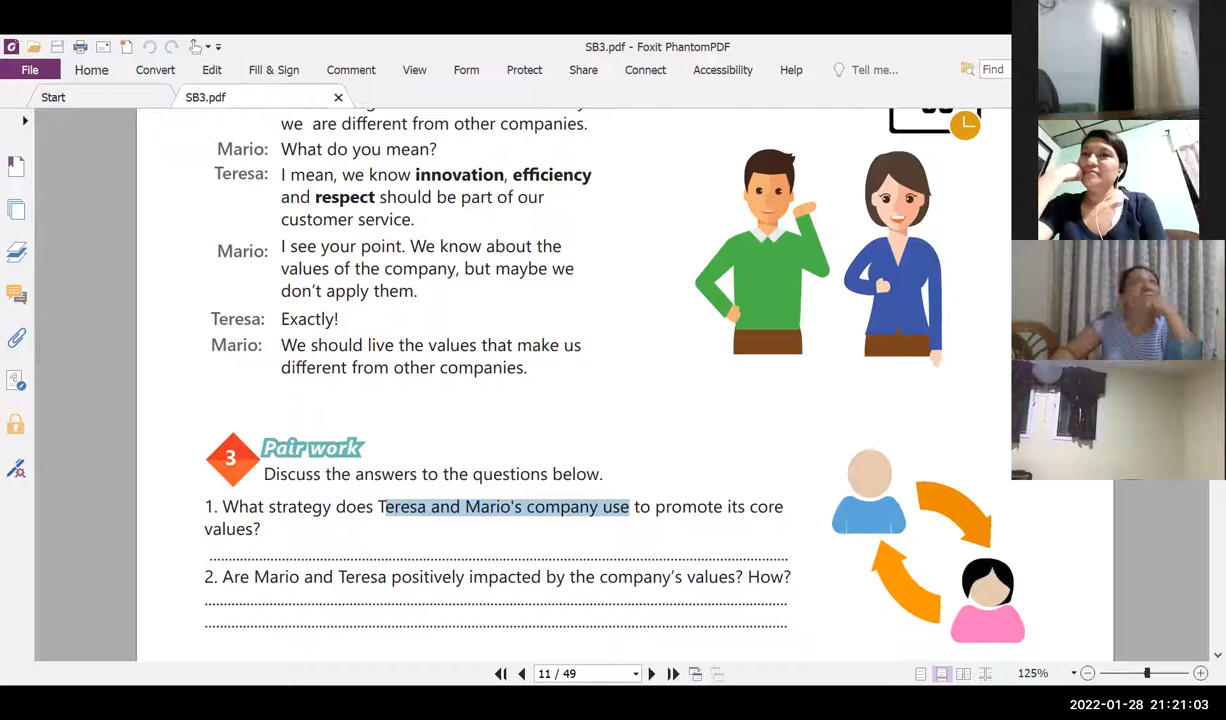 SB3.pdf - Foxit PhantomPDF
File Home Convert Edit Fill & Sign Comment View Form Protect Share Connect Accessibility Help Tell me... Find
Start SB3.pdf
we are different from other companies.
Mario: What do you mean?
Teresa: I mean, we know innovation, efficiency
and respect should be part of our
customer service.
Mario: I see your point. We know about the
values of the company, but maybe we
don't apply them.
Teresa: Exactly!
Mario: We should live the values that make us
different from other companies.
3 Pair work
Discuss the answers to the questions below.
1. What strategy does Teresa and Mario's company use to promote its core
values?
2. Are Mario and Teresa positively impacted by the company's values? How?
11 / 49
125%
2022-01-28 21:21:03